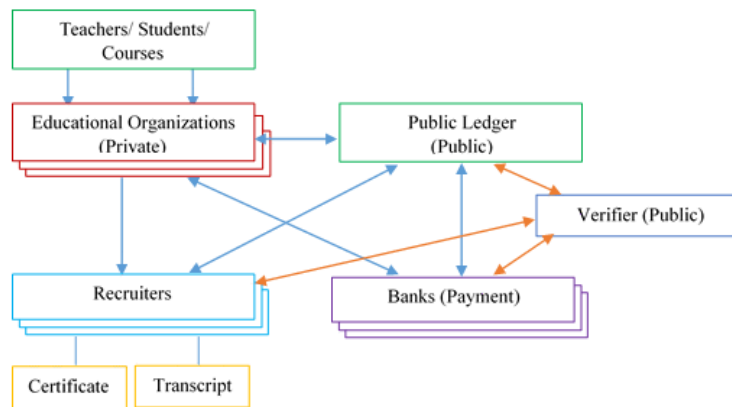 Teachers/ Students/
Courses
Educational Organizations
(Private)
Public Ledger
(Public)
Verifier (Public)
Recruiters
Banks (Payment)
Certificate
Transcript